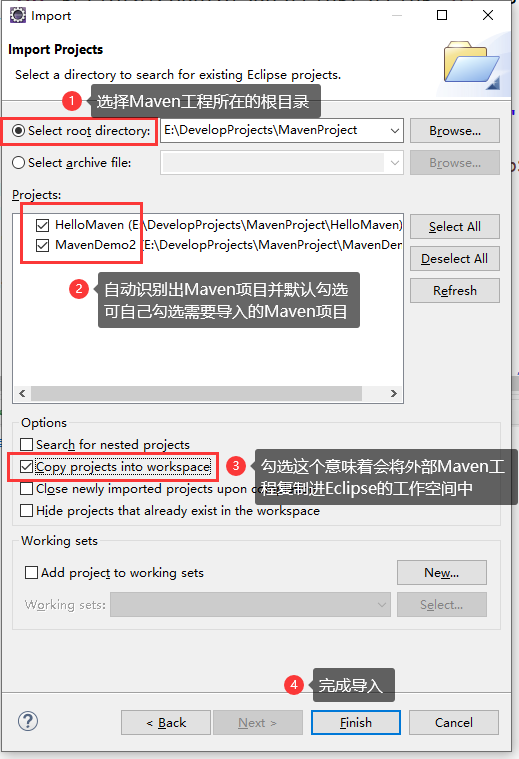 Import
Import Projects
Select a directory to search for existing Eclipse projects.
1 选择Maven工程所在的根目录
Select root directory: E:\DevelopProjects\MavenProject Browse...
Select archive file: Browse...
Projects:
HelloMaven (E:\DevelopProjects\MavenProject\HelloMaven) Select All
MavenDemo2 (E:\DevelopProjects\MavenProject\MavenDer
Deselect All
2 自动识别出Maven项目并默认勾选
可自己勾选需要导入的Maven项目
Refresh
Options
Search for nested projects
Copy projects into workspace
3 勾选这个意味着会将外部Maven工
程复制进Eclipse的工作空间中
Close newly imported projects upon
Hide projects that already exist in the workspace
Working sets
Add project to working sets New...
Working sets: Select...
4 完成导入
? < Back Next > Finish Cancel